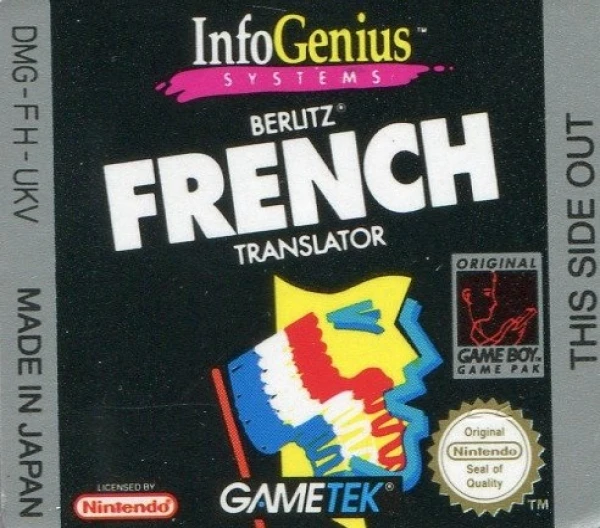 InfoGenius™
SYSTEMS
BERLITZ®
FRENCH
TRANSLATOR
DMG-FH-UKV MADE IN JAPAN
THIS SIDE OUT
ORIGINAL
GAME BOY™
GAME PAK
LICENSED BY
Nintendo
GAMETEK®
Original
Nintendo
Seal of
Quality
TM